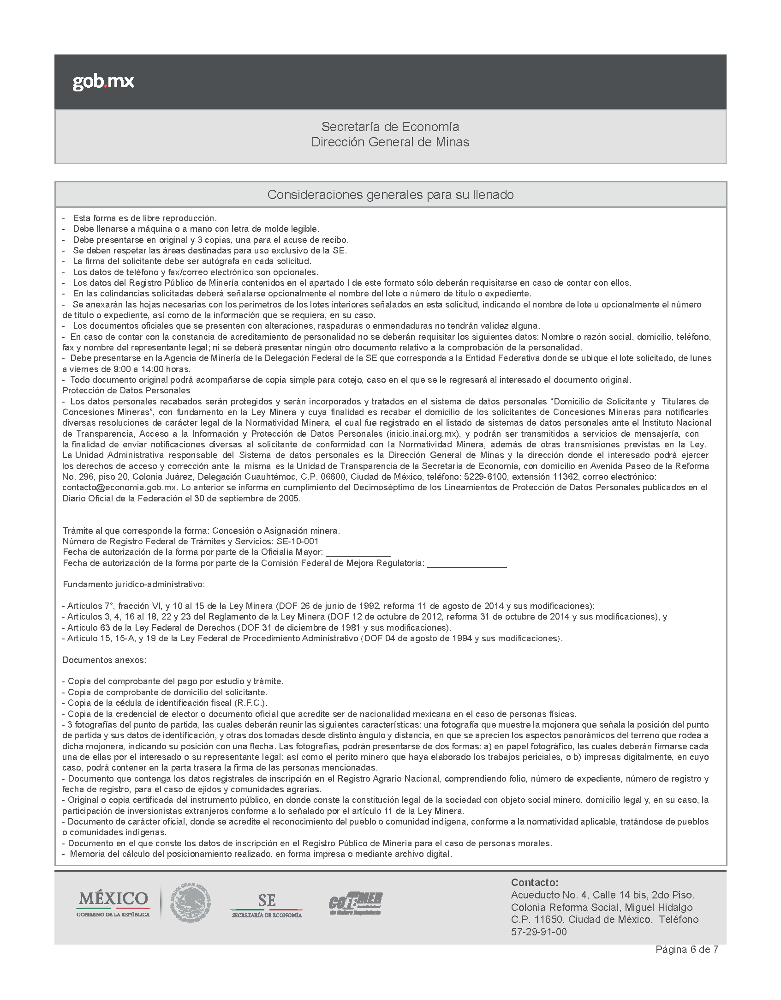 gob.mx
Secretaría de Economía
Dirección General de Minas
Consideraciones generales para su llenado
- Esta forma es de libre reproducción.
- Debe llenarse a máquina o a mano con letra de molde legible.
- Debe presentarse en original y 3 copias, una para el acuse de recibo.
- Se deben respetar las áreas destinadas para uso exclusivo de la SE.
- La firma del solicitante debe ser autógrafa en cada solicitud.
- Los datos de teléfono y fax/correo electrónico son opcionales.
- Los datos del Registro Público de Minería contenidos en el apartado I de este formato sólo deberán requisitarse en caso de contar con ellos.
- En las colindancias solicitadas deberá señalarse opcionalmente el nombre del lote o número de título o expediente.
- Se anexarán las hojas necesarias con los perímetros de los lotes interiores señalados en esta solicitud, indicando el nombre de lote u opcionalmente el número
de título o expediente, así como de la información que se requiera, en su caso.
- Los documentos oficiales que se presenten con alteraciones, raspaduras o enmendaduras no tendrán validez alguna.
- En caso de contar con la constancia de acreditamiento de personalidad no se deberán requisitar los siguientes datos: Nombre o razón social, domicilio, teléfono,
fax y nombre del representante legal; ni se deberá presentar ningún otro documento relativo a la comprobación de la personalidad.
- Debe presentarse en la Agencia de Minería de la Delegación Federal de la SE que corresponda a la Entidad Federativa donde se ubique el lote solicitado, de lunes
a viernes de 9:00 a 14:00 horas.
- Todo documento original podrá acompañarse de copia simple para cotejo, caso en el que se le regresará al interesado el documento original.
Protección de Datos Personales
- Los datos personales recabados serán protegidos y serán incorporados y tratados en el sistema de datos personales “Domicilio de Solicitante y Titulares de
Concesiones Mineras”, con fundamento en la Ley Minera y cuya finalidad es recabar el domicilio de los solicitantes de Concesiones Mineras para notificarles
diversas resoluciones de carácter legal de la Normatividad Minera, el cual fue registrado en el listado de sistemas de datos personales ante el Instituto Nacional
de Transparencia, Acceso a la Información y Protección de Datos Personales (inicio.inai.org.mx), y podrán ser transmitidos a servicios de mensajería, con
la finalidad de enviar notificaciones diversas al solicitante de conformidad con la Normatividad Minera, además de otras transmisiones previstas en la Ley.
La Unidad Administrativa responsable del Sistema de datos personales es la Dirección General de Minas y la dirección donde el interesado podrá ejercer
los derechos de acceso y corrección ante la misma es la Unidad de Transparencia de la Secretaría de Economía, con domicilio en Avenida Paseo de la Reforma
No. 296, piso 20, Colonia Juárez, Delegación Cuauhtémoc, C.P. 06600, Ciudad de México, teléfono: 5229-6100, extensión 11362, correo electrónico:
contacto@economia.gob.mx. Lo anterior se informa en cumplimiento del Decimoséptimo de los Lineamientos de Protección de Datos Personales publicados en el
Diario Oficial de la Federación el 30 de septiembre de 2005.
Trámite al que corresponde la forma: Concesión o Asignación minera.
Número de Registro Federal de Trámites y Servicios: SE-10-001
Fecha de autorización de la forma por parte de la Oficialía Mayor: _____________
Fecha de autorización de la forma por parte de la Comisión Federal de Mejora Regulatoria: ________________
Fundamento jurídico-administrativo:
- Artículos 7°, fracción VI, y 10 al 15 de la Ley Minera (DOF 26 de junio de 1992, reforma 11 de agosto de 2014 y sus modificaciones);
- Artículos 3, 4, 16 al 18, 22 y 23 del Reglamento de la Ley Minera (DOF 12 de octubre de 2012, reforma 31 de octubre de 2014 y sus modificaciones), y
- Artículo 63 de la Ley Federal de Derechos (DOF 31 de diciembre de 1981 y sus modificaciones).
- Artículo 15, 15-A, y 19 de la Ley Federal de Procedimiento Administrativo (DOF 04 de agosto de 1994 y sus modificaciones).
Documentos anexos:
- Copia del comprobante del pago por estudio y trámite.
- Copia de comprobante de domicilio del solicitante.
- Copia de la cédula de identificación fiscal (R.F.C.).
- Copia de la credencial de elector o documento oficial que acredite ser de nacionalidad mexicana en el caso de personas físicas.
- 3 fotografías del punto de partida, las cuales deberán reunir las siguientes características: una fotografía que muestre la mojonera que señala la posición del punto
de partida y sus datos de identificación, y otras dos tomadas desde distinto ángulo y distancia, en que se aprecien los aspectos panorámicos del terreno que rodea a
dicha mojonera, indicando su posición con una flecha. Las fotografías, podrán presentarse de dos formas: a) en papel fotográfico, las cuales deberán firmarse cada
una de ellas por el interesado o su representante legal; así como el perito minero que haya elaborado los trabajos periciales, o b) impresas digitalmente, en cuyo
caso, podrá contener en la parta trasera la firma de las personas mencionadas.
- Documento que contenga los datos registrales de inscripción en el Registro Agrario Nacional, comprendiendo folio, número de expediente, número de registro y
fecha de registro, para el caso de ejidos y comunidades agrarias.
- Original o copia certificada del instrumento público, en donde conste la constitución legal de la sociedad con objeto social minero, domicilio legal y, en su caso, la
participación de inversionistas extranjeros conforme a lo señalado por el artículo 11 de la Ley Minera.
- Documento de carácter oficial, donde se acredite el reconocimiento del pueblo o comunidad indígena, conforme a la normatividad aplicable, tratándose de pueblos
o comunidades indígenas.
- Documento en el que conste los datos de inscripción en el Registro Público de Minería para el caso de personas morales.
- Memoria del cálculo del posicionamiento realizado, en forma impresa o mediante archivo digital.
MÉXICO
GOBIERNO DE LA REPÚBLICA
ESTADOS UNIDOS MEXICANOS
SE
SECRETARÍA DE ECONOMÍA
COFEMER
de Mejora Regulatoria
Contacto:
Acueducto No. 4, Calle 14 bis, 2do Piso.
Colonia Reforma Social, Miguel Hidalgo
C.P. 11650, Ciudad de México, Teléfono
57-29-91-00
Página 6 de 7